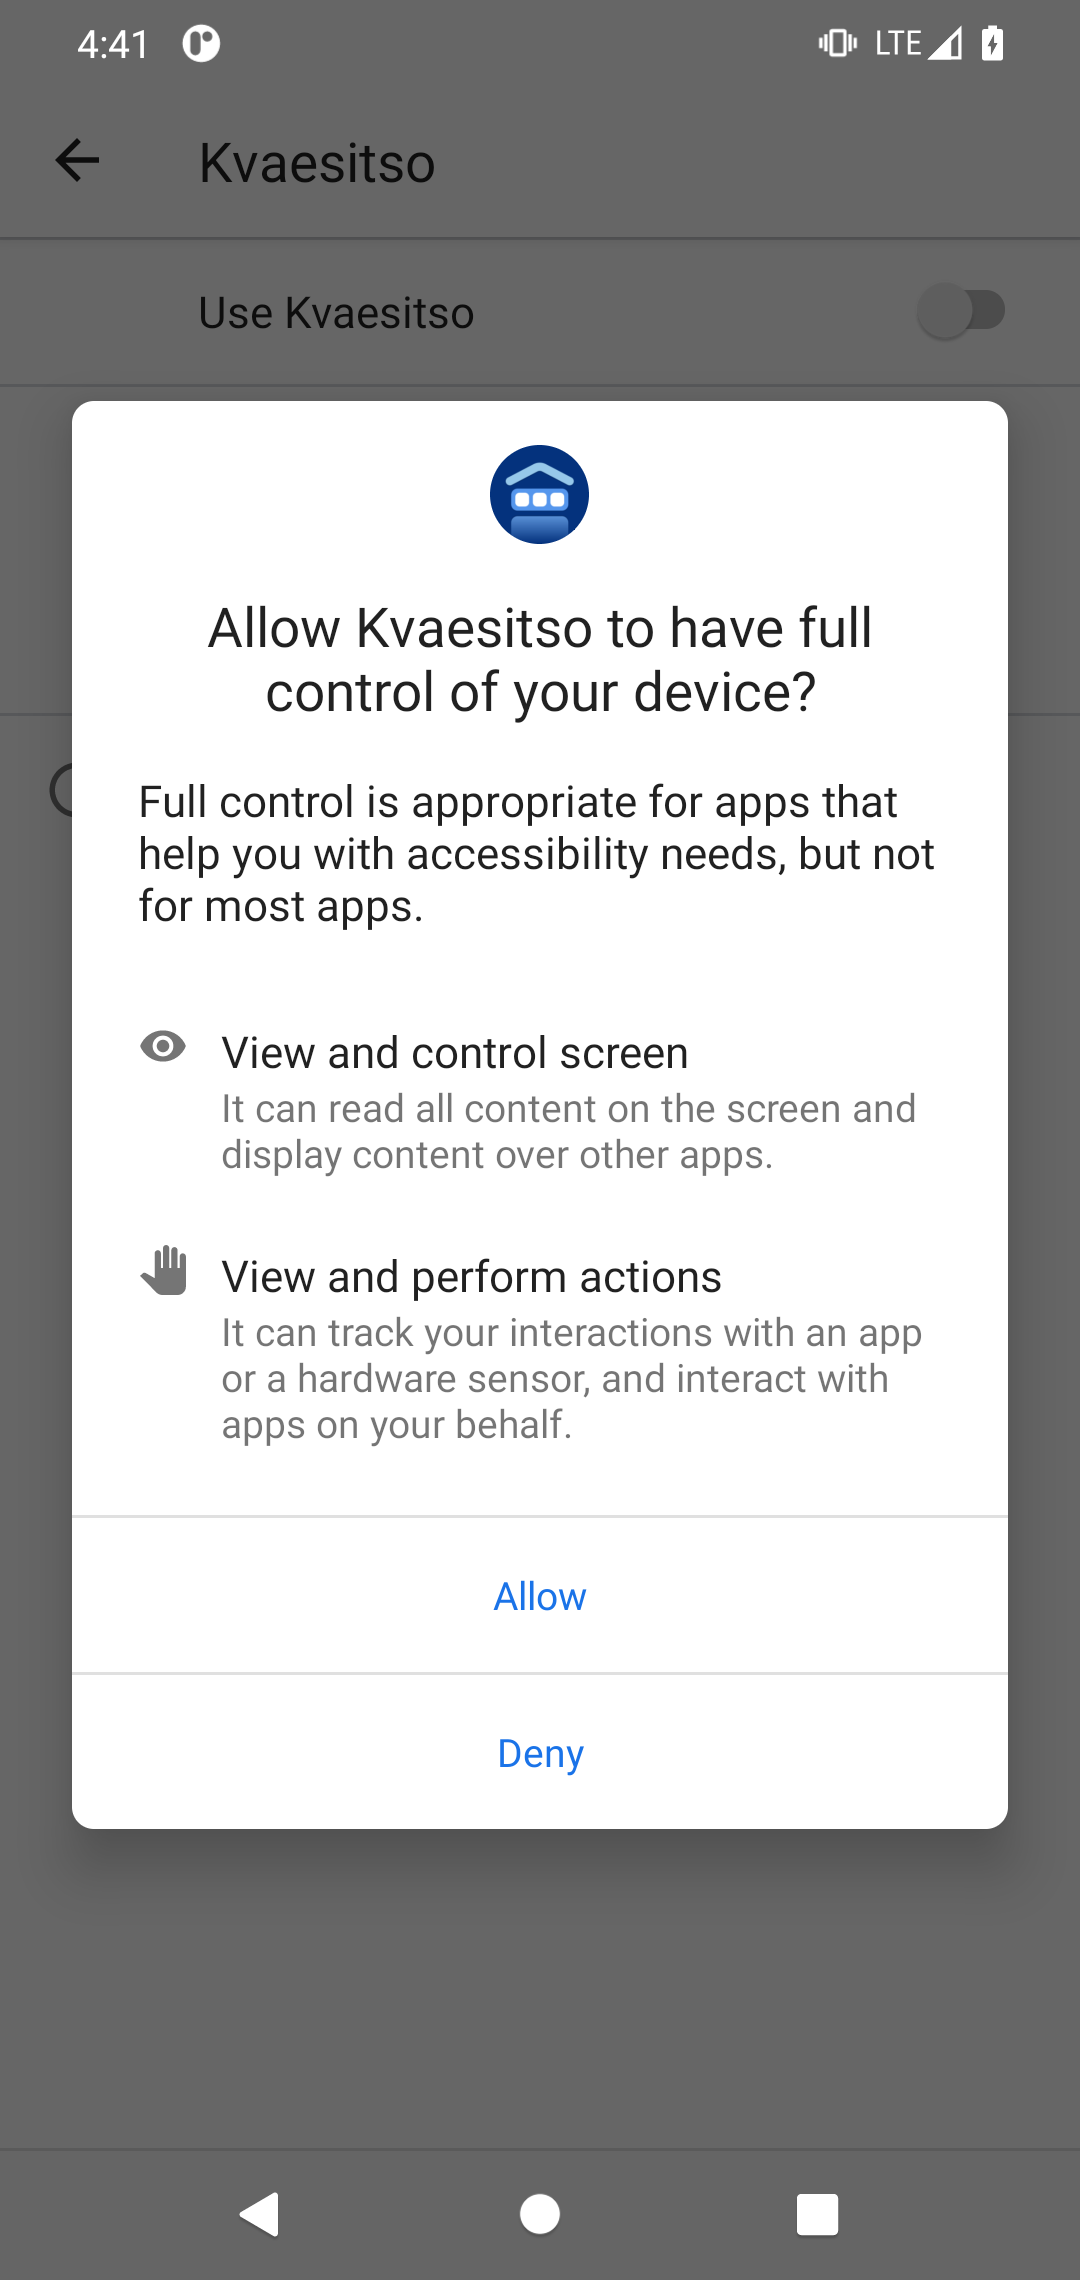 4:41
LTE
Kvaesitso
Use Kvaesitso
Allow Kvaesitso to have full
control of your device?
Full control is appropriate for apps that
help you with accessibility needs, but not
for most apps.
View and control screen
It can read all content on the screen and
display content over other apps.
View and perform actions
It can track your interactions with an app
or a hardware sensor, and interact with
apps on your behalf.
Allow
Deny